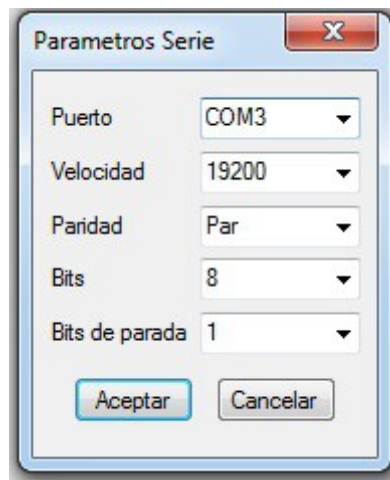 Parametros Serie
Puerto COM3
Velocidad 19200
Paridad Par
Bits 8
Bits de parada 1
Aceptar Cancelar